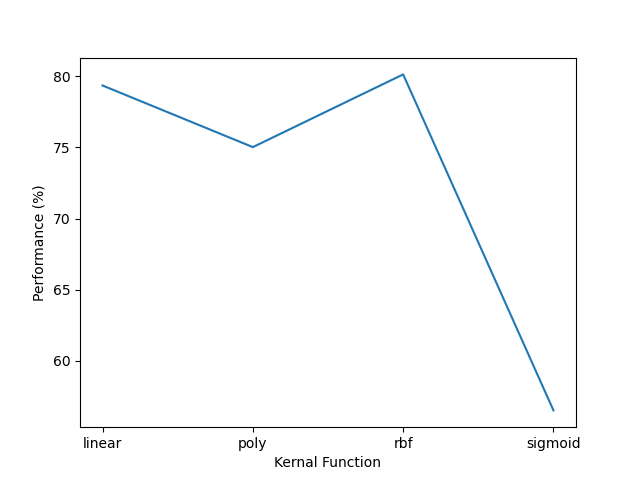 80
75
70
65
60
Performance (%)
linear poly rbf sigmoid
Kernal Function